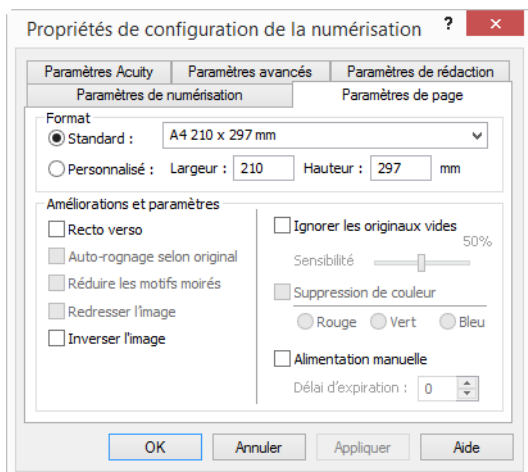 Propriétés de configuration de la numérisation ? ×
Paramètres Acuity Paramètres avancés Paramètres de rédaction
Paramètres de numérisation Paramètres de page
Format
Standard : A4 210 x 297 mm
Personnalisé : Largeur : 210 Hauteur : 297 mm
Améliorations et paramètres
Recto verso
Auto-rognage selon original
Réduire les motifs moirés
Redresser l'image
Inverser l'image
Ignorer les originaux vides
50%
Sensibilité
Suppression de couleur
Rouge Vert Bleu
Alimentation manuelle
Délai d'expiration : 0
OK Annuler Appliquer Aide